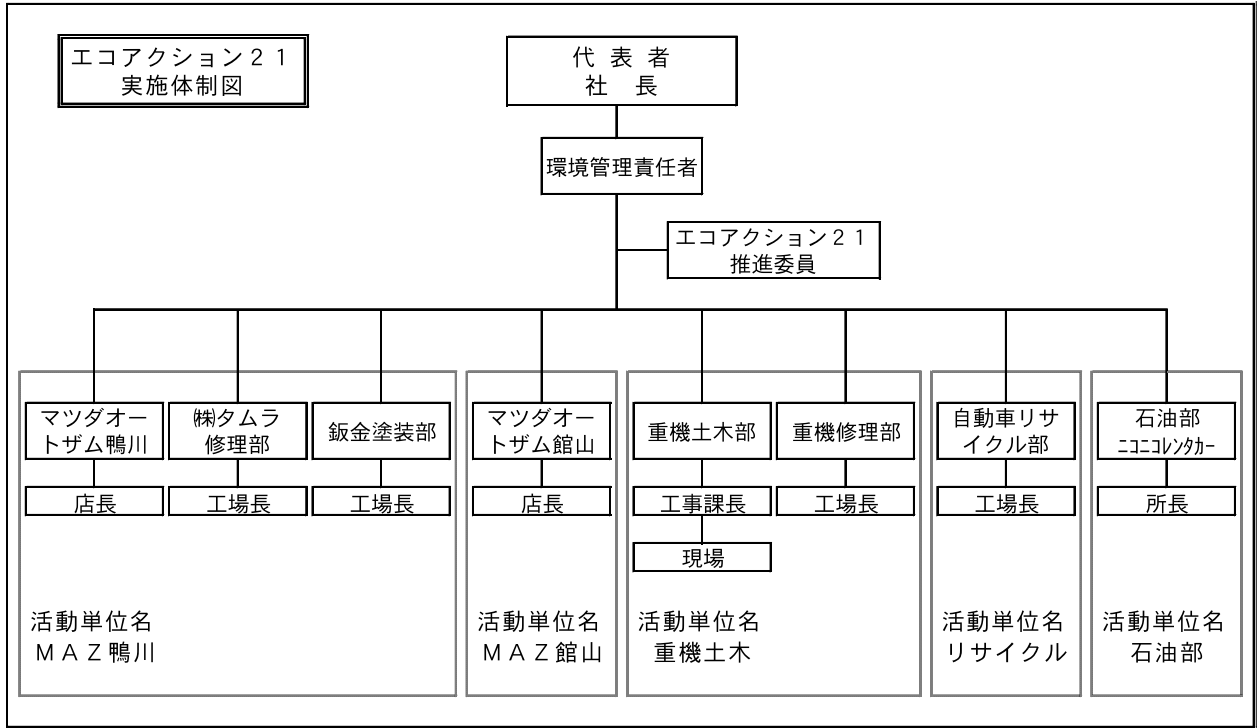 エコアクション２１
実施体制図
代 表 者
社　長
環境管理責任者
エコアクション２１
推進委員
マツダオー
トザム鴨川
店長
㈱タムラ
修理部
工場長
鈑金塗装部
工場長
マツダオー
トザム館山
店長
重機土木部
工事課長
現場
重機修理部
工場長
自動車リサ
イクル部
工場長
石油部
ﾆｺﾆｺﾚﾝﾀｶｰ
所長
活動単位名
ＭＡＺ鴨川
活動単位名
ＭＡＺ館山
活動単位名
重機土木
活動単位名
リサイクル
活動単位名
石油部